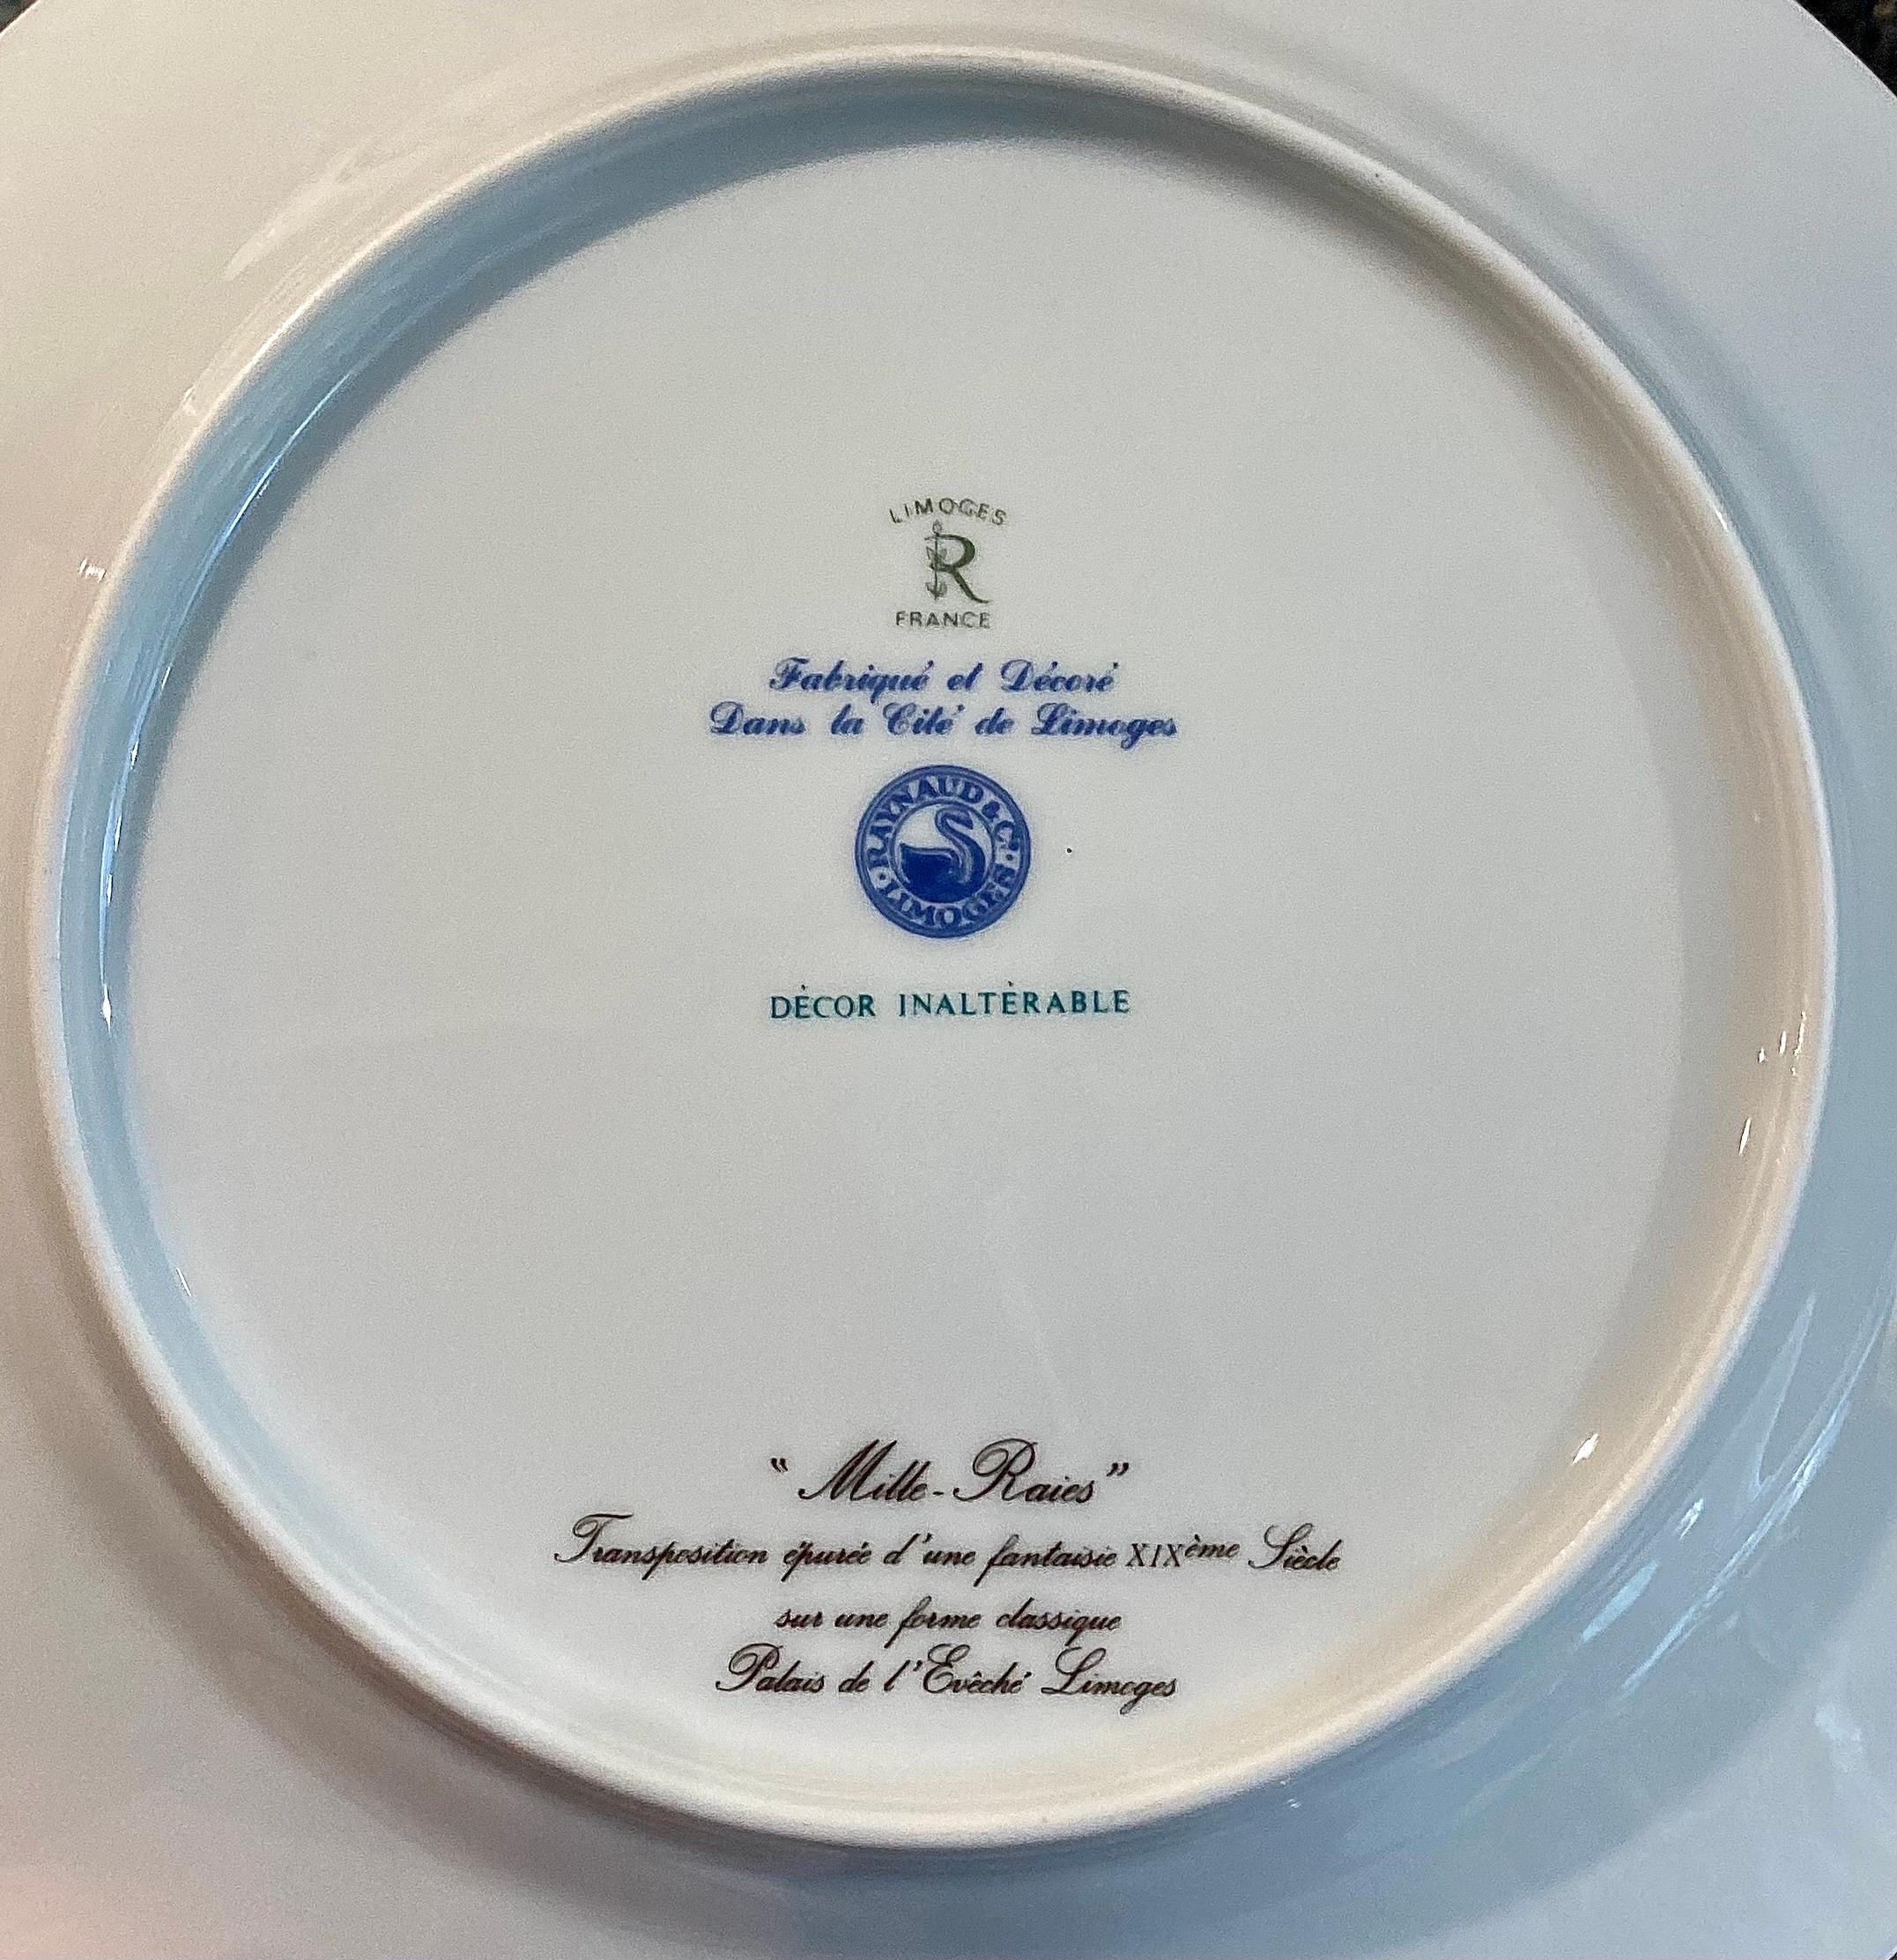 LIMOGES
R
FRANCE
Fabriqué et Décoré
Dans la Cité de Limoges
RAYNAUD & Cº
• LIMOGES •
DÉCOR INALTÉRABLE
“Mille-Raies”
Transposition épurée d'une fantaisie XIXème Siècle
sur une forme classique
Palais de l'Evêché Limoges